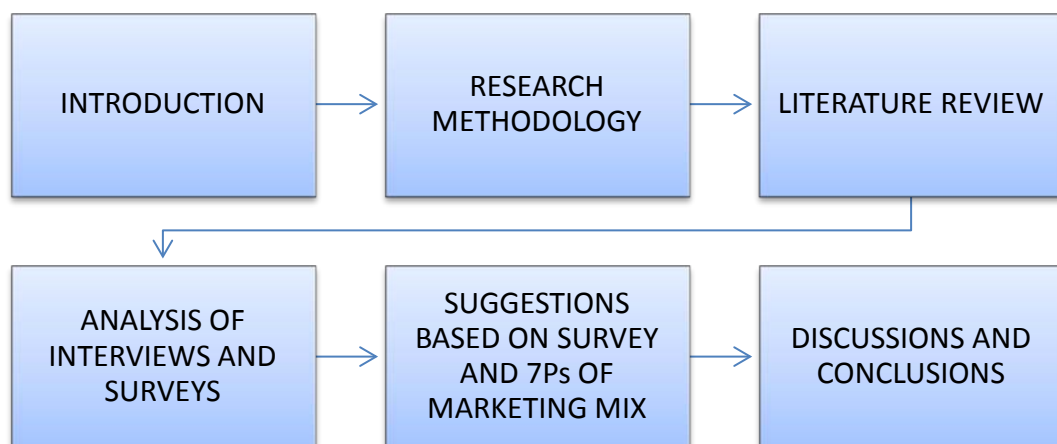 INTRODUCTION
RESEARCH
METHODOLOGY
LITERATURE REVIEW
ANALYSIS OF
INTERVIEWS AND
SURVEYS
SUGGESTIONS
BASED ON SURVEY
AND 7Ps OF
MARKETING MIX
DISCUSSIONS AND
CONCLUSIONS